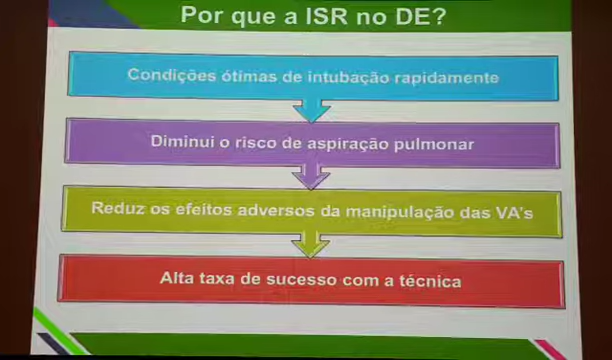 Por que a ISR no DE?
Condições ótimas de intubação rapidamente
Diminui o risco de aspiração pulmonar
Reduz os efeitos adversos da manipulação das VA's
Alta taxa de sucesso com a técnica